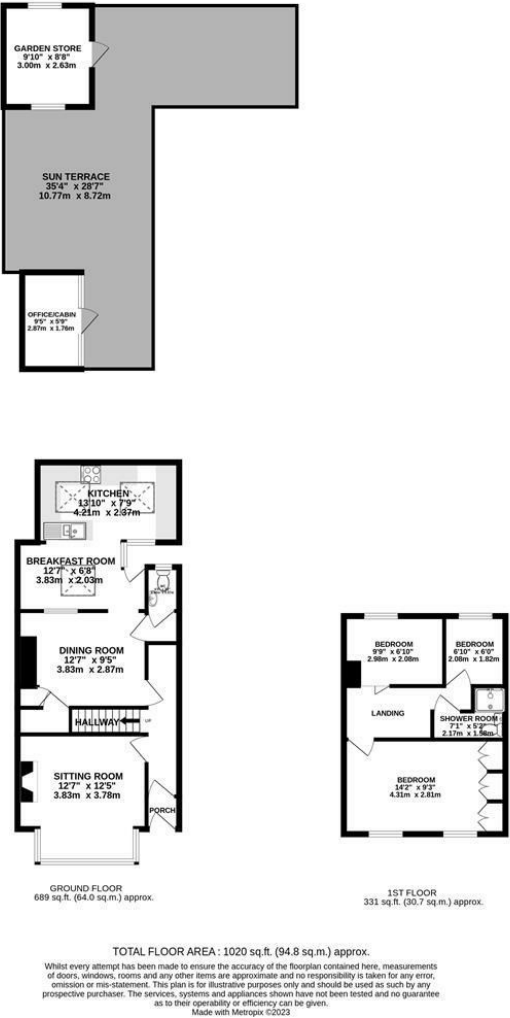 GARDEN STORE
9'10" x 8'8"
3.00m x 2.63m
SUN TERRACE
35'4" x 28'7"
10.77m x 8.72m
OFFICE/CABIN
9'5" x 5'9"
2.87m x 1.76m
KITCHEN
13'10" x 7'9"
4.21m x 2.37m
BREAKFAST ROOM
12'7" x 6'8"
3.83m x 2.03m
DINING ROOM
12'7" x 9'5"
3.83m x 2.87m
HALLWAY
UP
SITTING ROOM
12'7" x 12'5"
3.83m x 3.78m
PORCH
BEDROOM
9'9" x 6'10"
2.98m x 2.08m
BEDROOM
6'10" x 6'0"
2.08m x 1.82m
LANDING
SHOWER ROOM
7'1" x 5'2"
2.17m x 1.58m
BEDROOM
14'2" x 9'3"
4.31m x 2.81m
GROUND FLOOR
689 sq.ft. (64.0 sq.m.) approx.
1ST FLOOR
331 sq.ft. (30.7 sq.m.) approx.
TOTAL FLOOR AREA : 1020 sq.ft. (94.8 sq.m.) approx.
Whilst every attempt has been made to ensure the accuracy of the floorplan contained here, measurements
of doors, windows, rooms and any other items are approximate and no responsibility is taken for any error,
omission or mis-statement. This plan is for illustrative purposes only and should be used as such by any
prospective purchaser. The services, systems and appliances shown have not been tested and no guarantee
as to their operability or efficiency can be given.
Made with Metropix ©2023